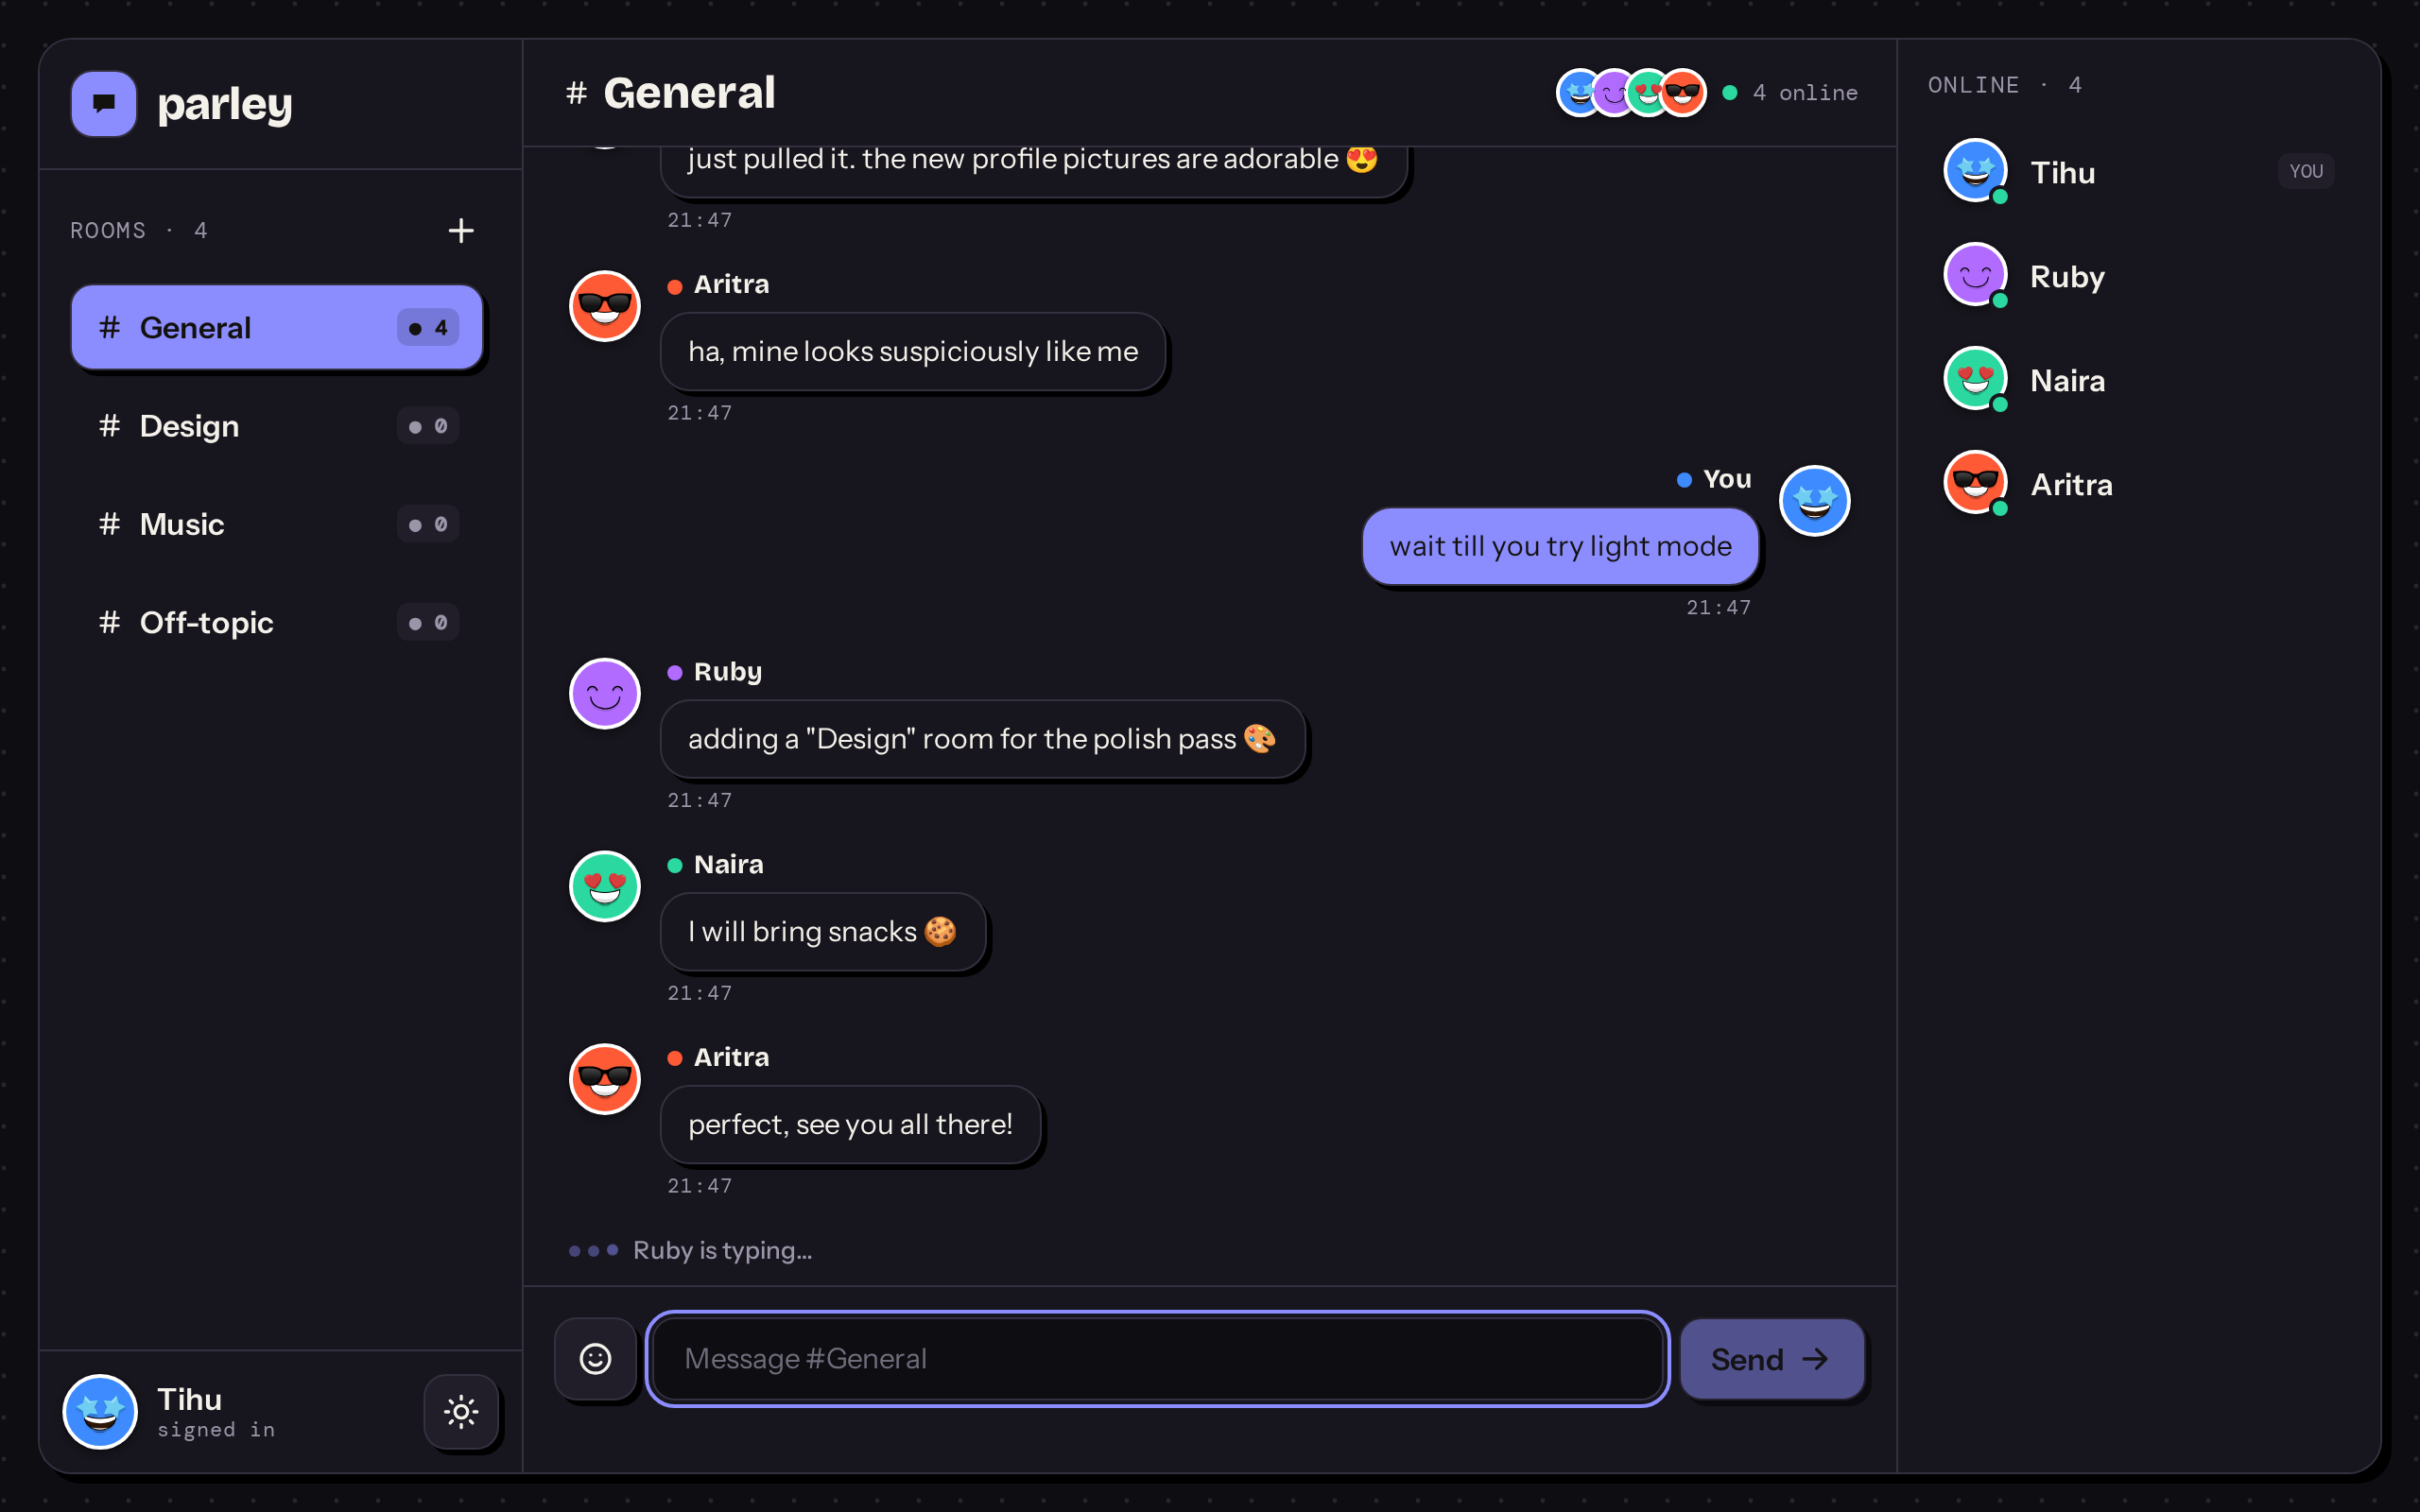 parley
ROOMS · 4
# General 4
# Design 0
# Music 0
# Off-topic 0
Tihu
signed in
# General
4 online
just pulled it. the new profile pictures are adorable 😍
21:47
Aritra
ha, mine looks suspiciously like me
21:47
You
wait till you try light mode
21:47
Ruby
adding a "Design" room for the polish pass 🎨
21:47
Naira
I will bring snacks 🍪
21:47
Aritra
perfect, see you all there!
21:47
Ruby is typing...
Message #General
Send →
ONLINE · 4
Tihu YOU
Ruby
Naira
Aritra